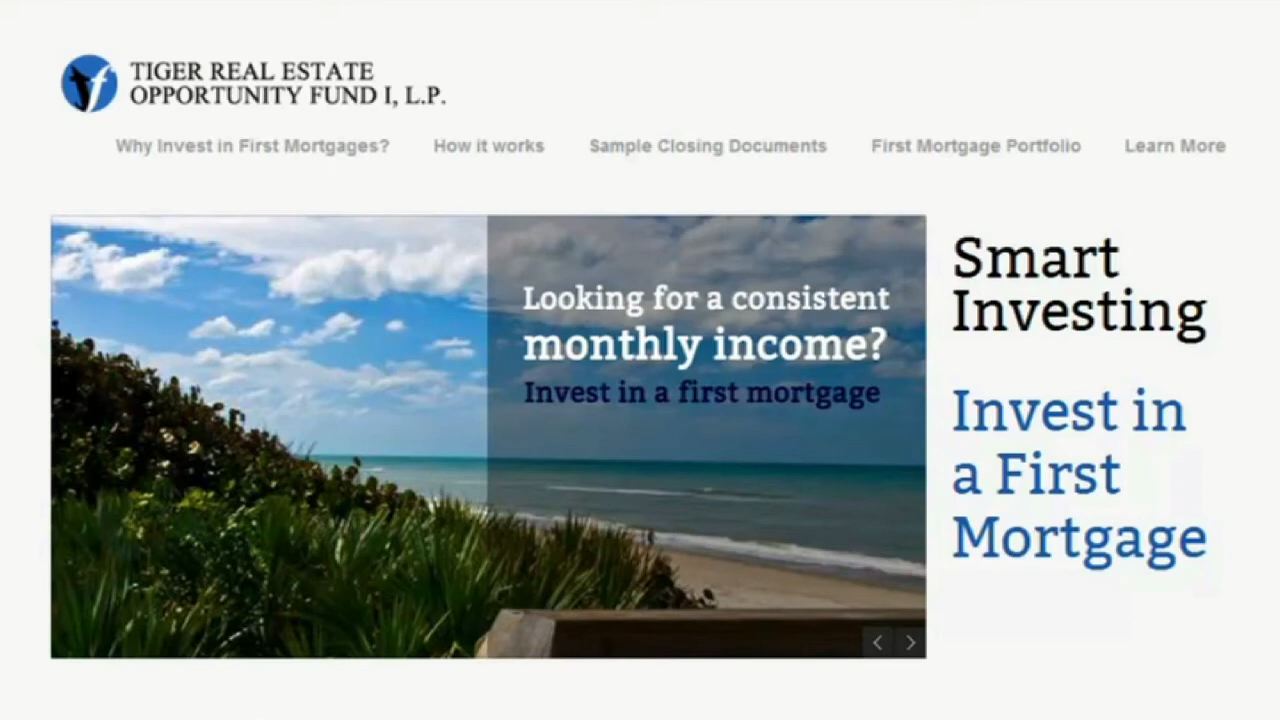 TIGER REAL ESTATE
OPPORTUNITY FUND I, L.P.
Why Invest in First Mortgages? How it works Sample Closing Documents First Mortgage Portfolio Learn More
Looking for a consistent
monthly income?
Invest in a first mortgage
Smart
Investing
Invest in
a First
Mortgage